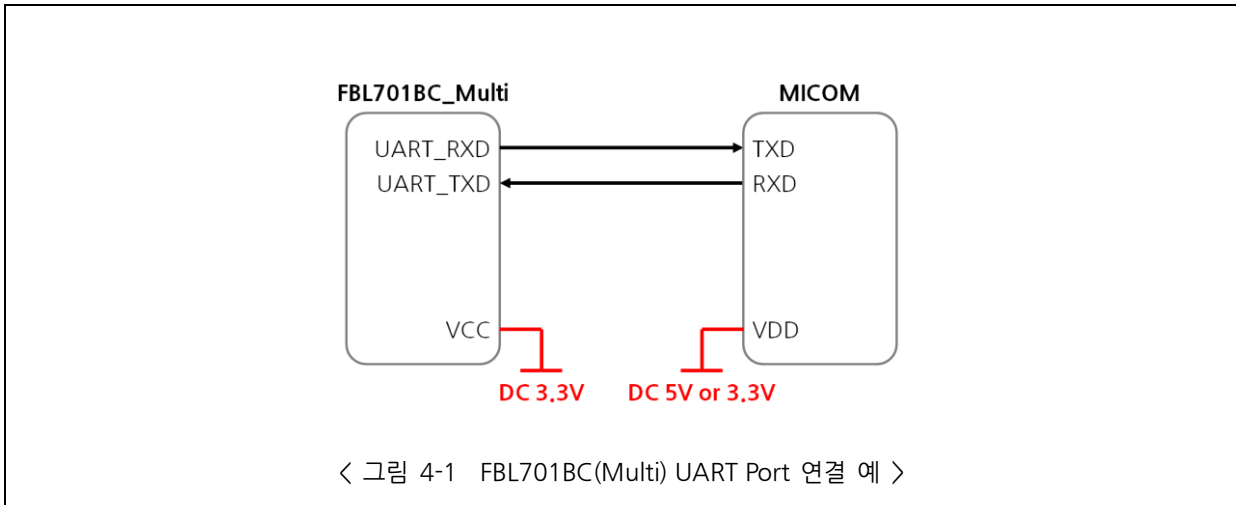 FBL701BC_Multi MICOM
UART_RXD TXD
UART_TXD RXD
VCC VDD
DC 3.3V DC 5V or 3.3V
< 그림 4-1 FBL701BC(Multi) UART Port 연결 예 >